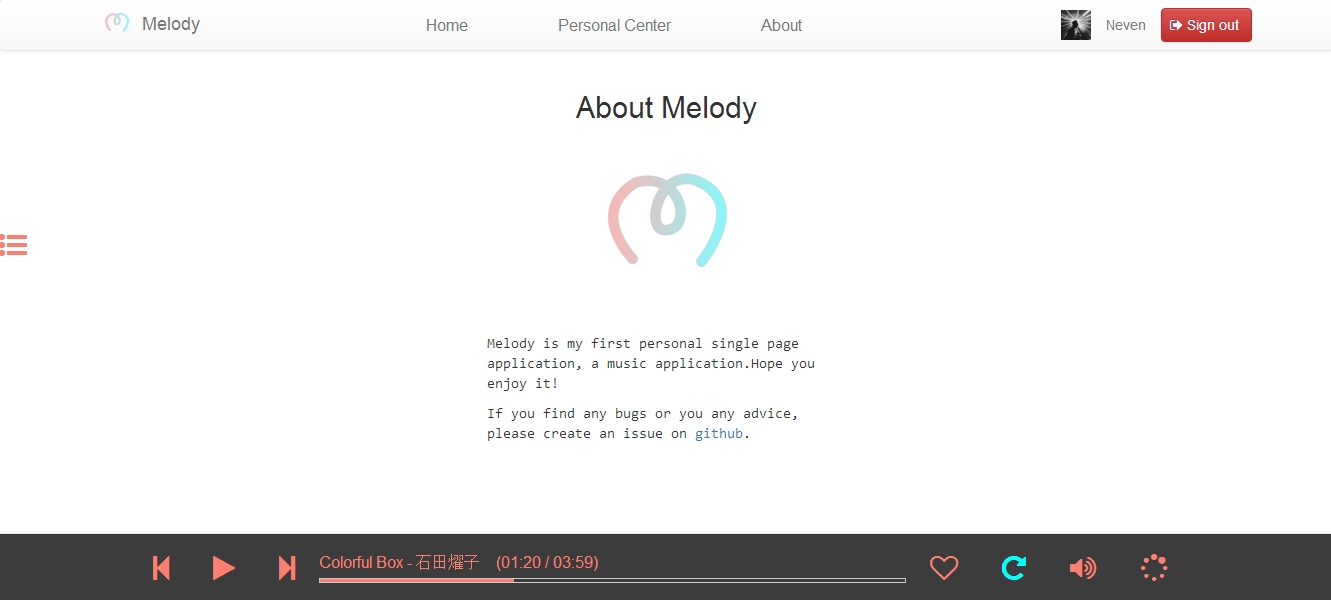 Melody
Home
Personal Center
About
Neven
Sign out
About Melody
Melody is my first personal single page
application, a music application.Hope you
enjoy it!
If you find any bugs or you any advice,
please create an issue on github.
Colorful Box - 石田燿子 (01:20 / 03:59)